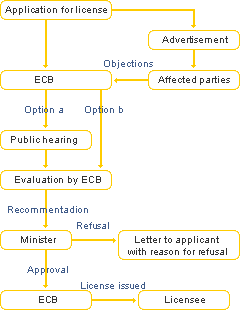 Application for license
Advertisement
Objections
ECB
Affected parties
Option a
Option b
Public hearing
Evaluation by ECB
Recommentadion
Refusal
Minister
Letter to applicant
with reason for refusal
Approval
License issued
ECB
Licensee